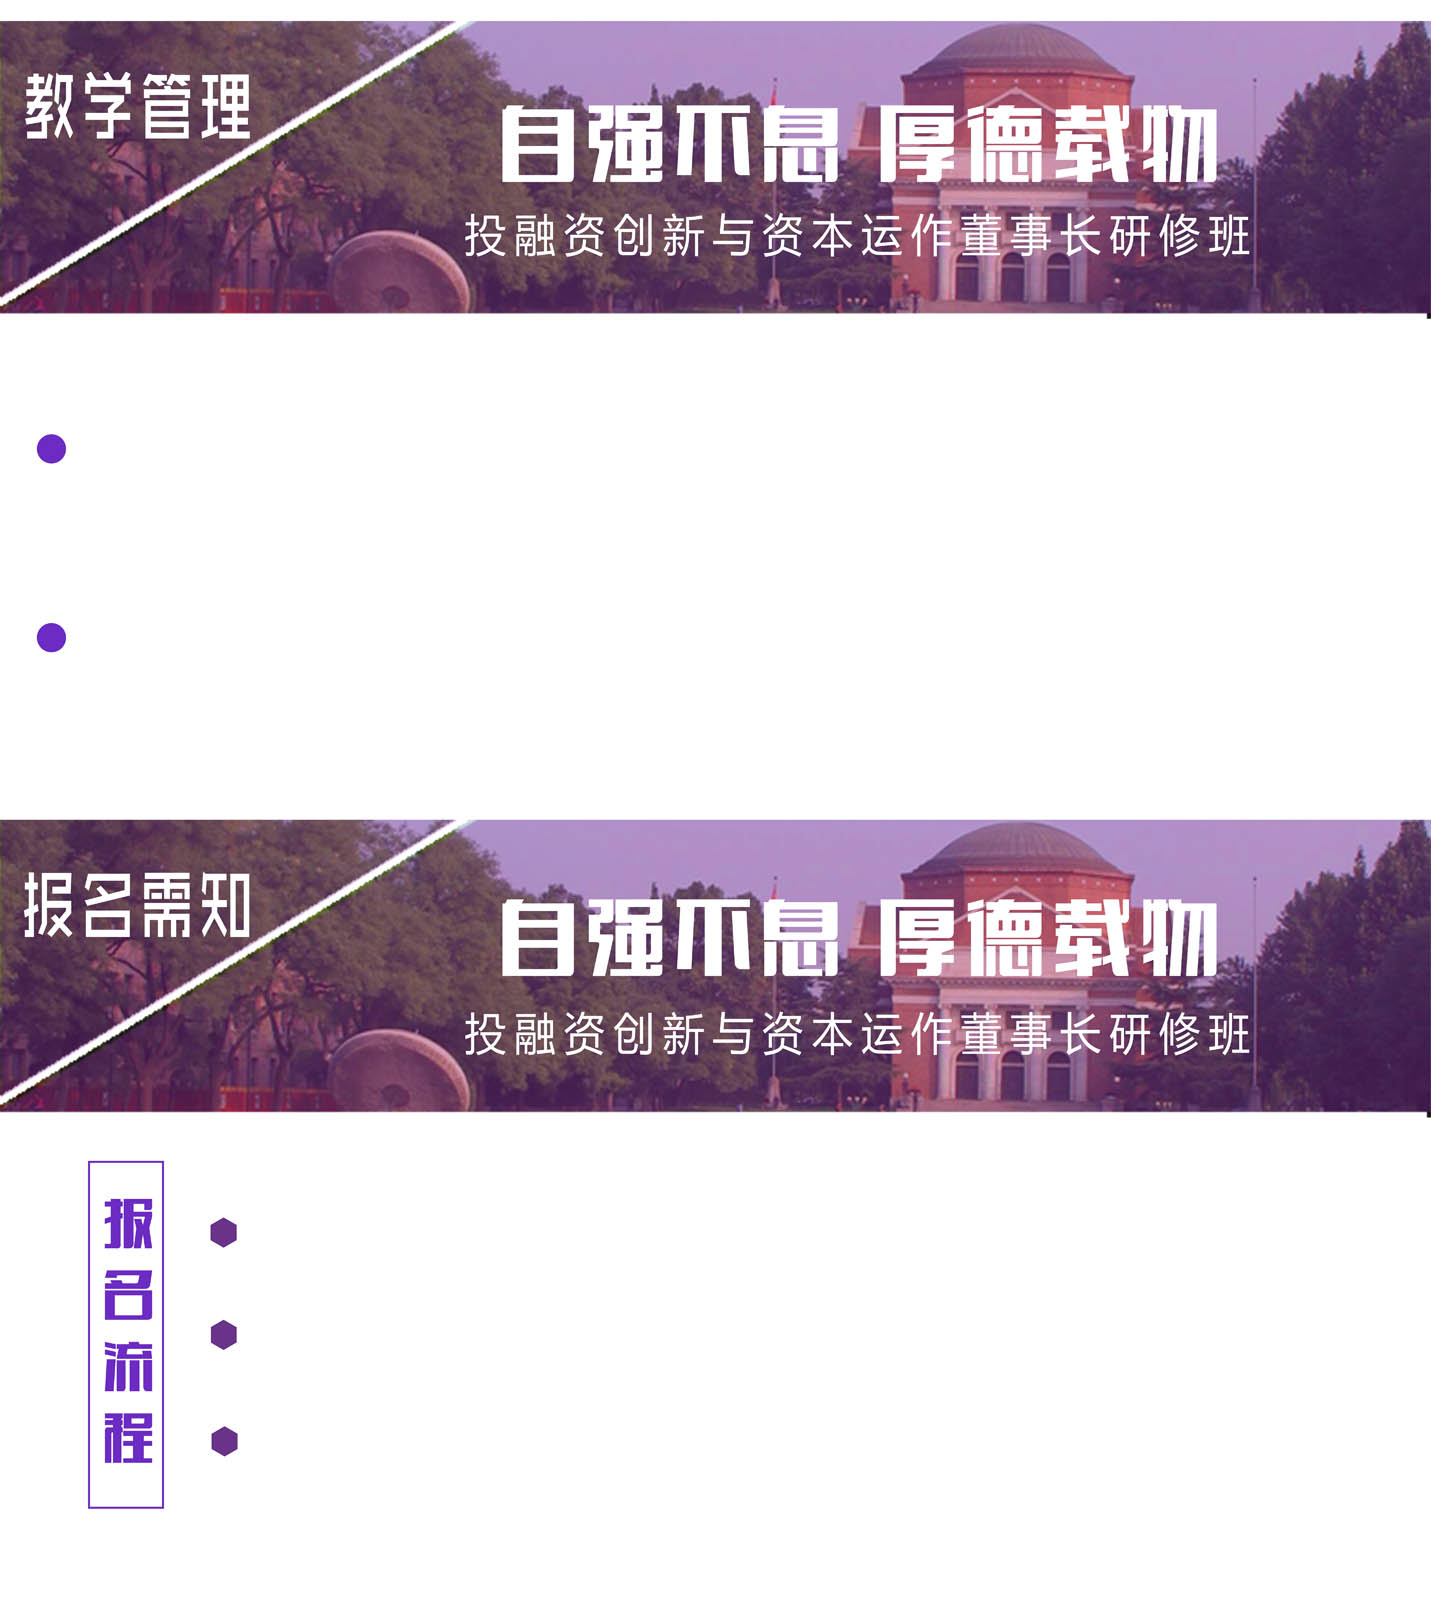 教学管理
自强不息 厚德载物
投融资创新与资本运作董事长研修班
报名需知
自强不息 厚德载物
投融资创新与资本运作董事长研修班
报
名
流
程